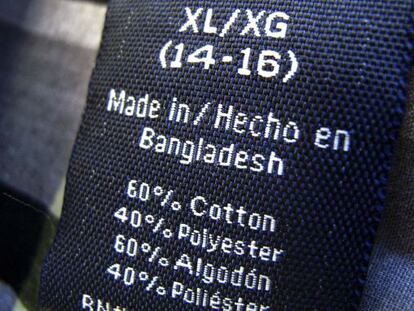 XL/XG
(14-16)
Made in/Hecho en
Bangladesh
60% Cotton
40% Polyester
60% Algodón
40% Poliéster